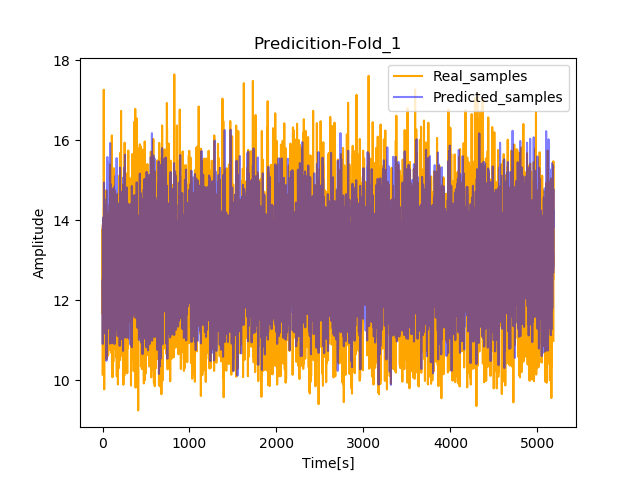 Predicition-Fold_1
Real_samples
Predicted_samples
18
16
14
12
10
Amplitude
0 1000 2000 3000 4000 5000
Time[s]